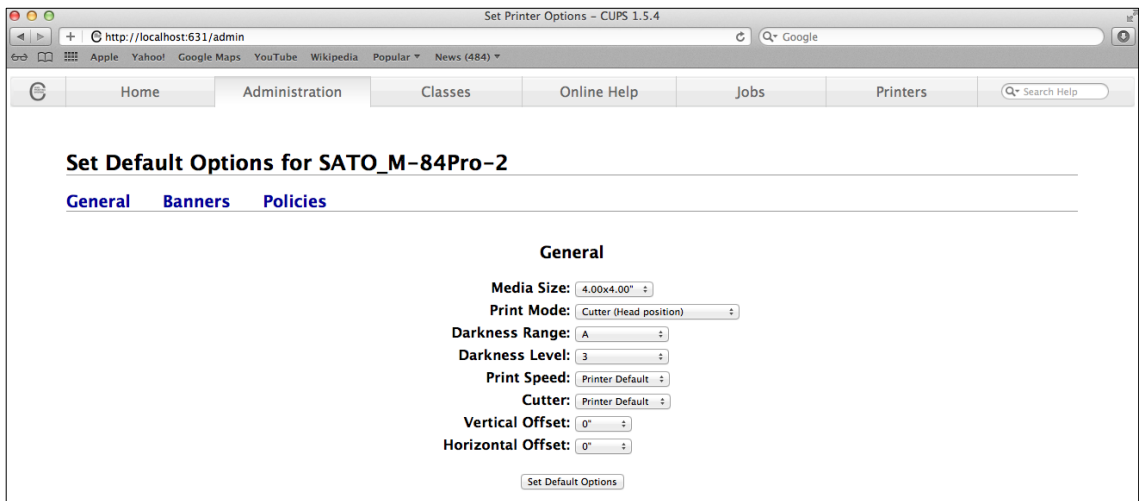 Set Printer Options – CUPS 1.5.4
http://localhost:631/admin
Google
Apple Yahoo! Google Maps YouTube Wikipedia Popular News (484)
Home Administration Classes Online Help Jobs Printers Search Help
Set Default Options for SATO_M-84Pro-2
General Banners Policies
General
Media Size: 4.00x4.00"
Print Mode: Cutter (Head position)
Darkness Range: A
Darkness Level: 3
Print Speed: Printer Default
Cutter: Printer Default
Vertical Offset: 0"
Horizontal Offset: 0"
Set Default Options